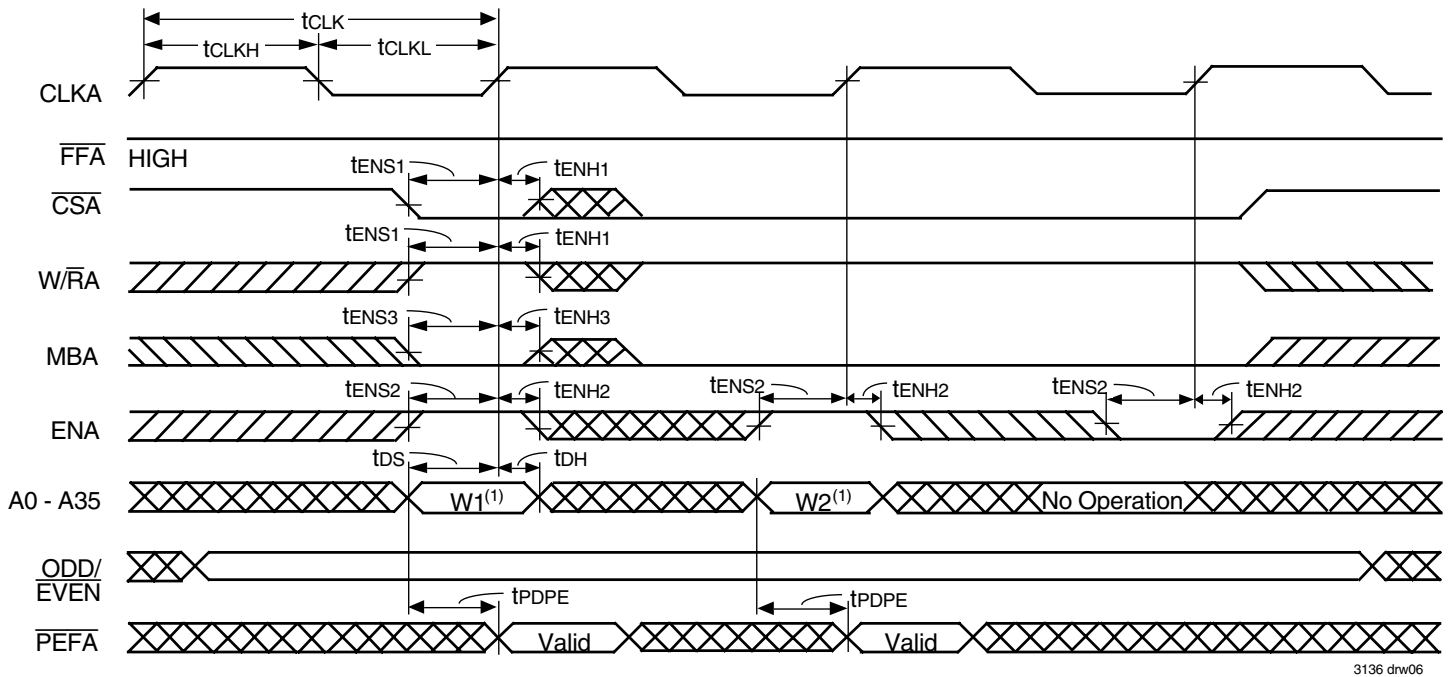 tCLK
tCLKH tCLKL
CLKA
FFA HIGH
tENS1 tENH1
CSA
tENS1 tENH1
W/RA
tENS3 tENH3
MBA
tENS2 tENH2 tENS2 tENH2 tENS2 tENH2
ENA
tDS tDH
A0 - A35 W1(1) W2(1) No Operation
ODD/
EVEN
tPDPE tPDPE
PEFA Valid Valid
3136 drw06